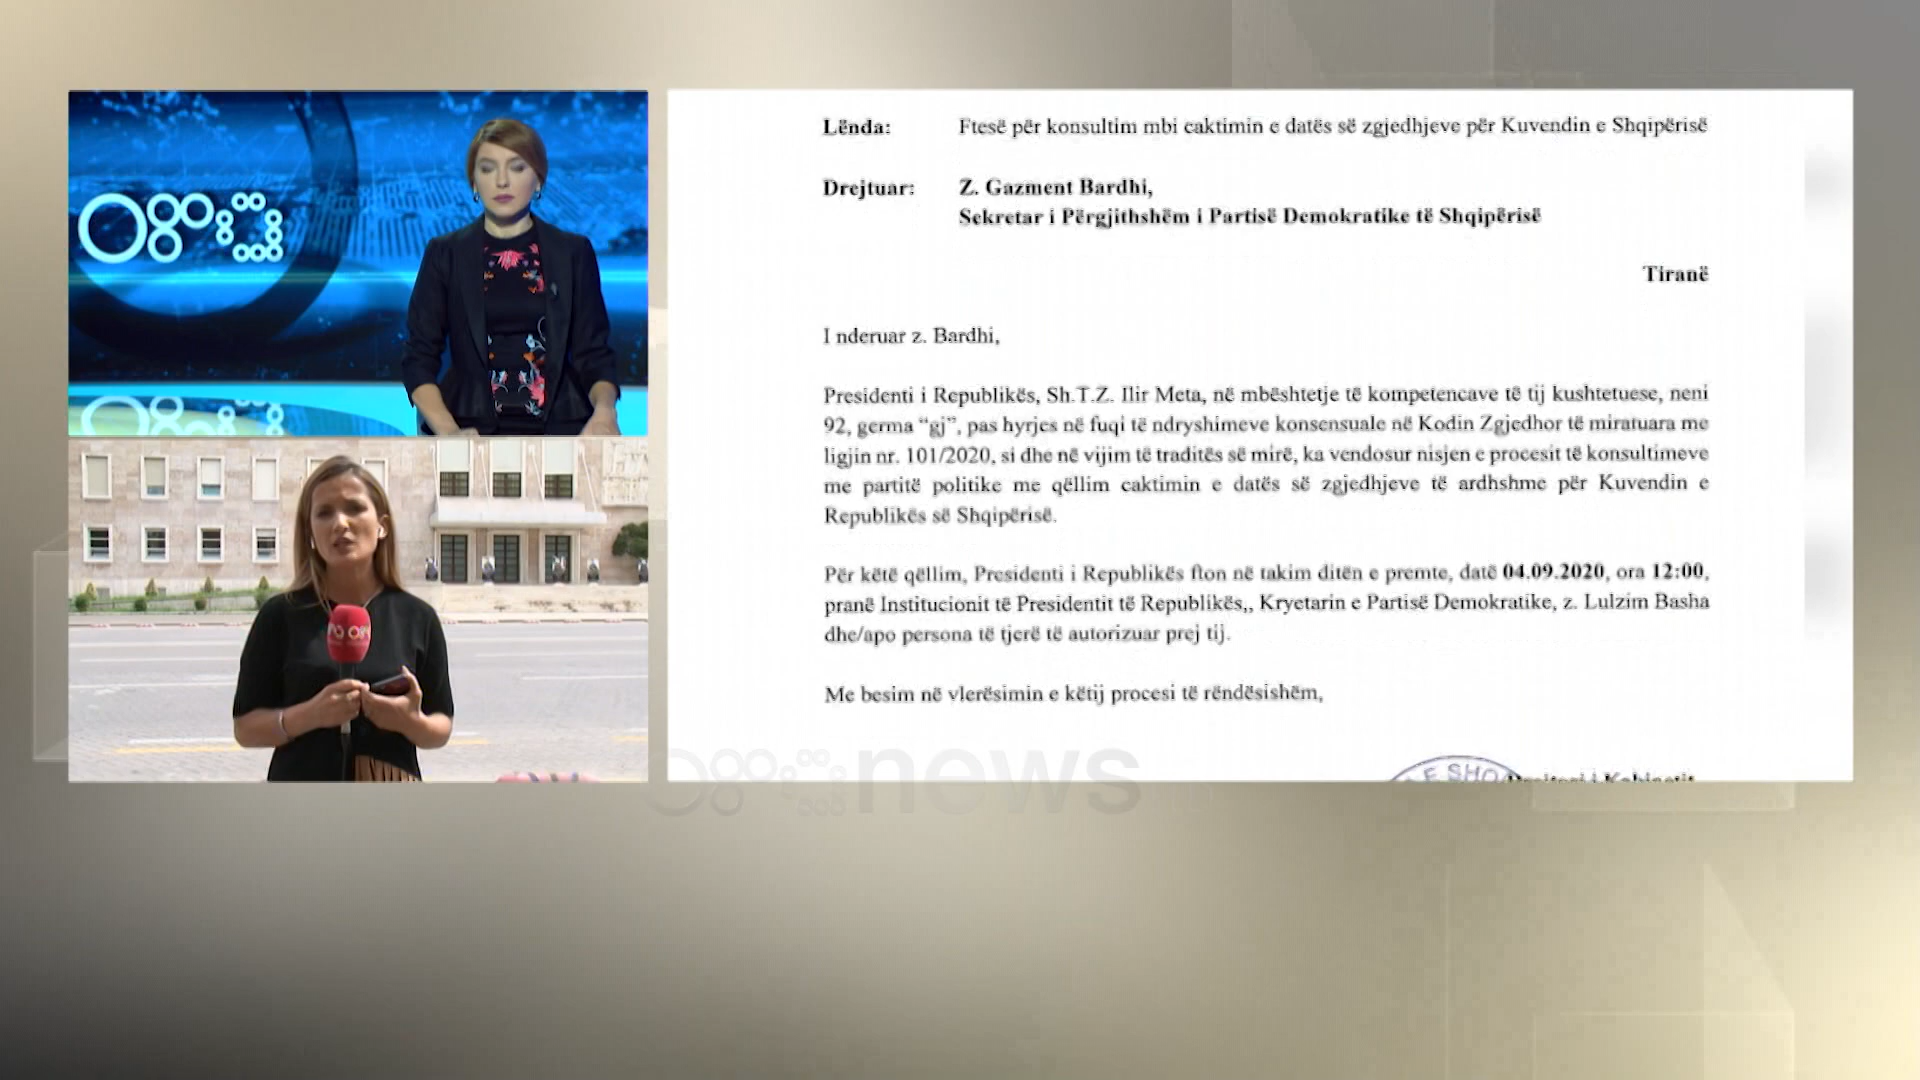 Lënda: Ftesë për konsultim mbi caktimin e datës së zgjedhjeve për Kuvendin e Shqipërisë
Drejtuar: Z. Gazment Bardhi,
Sekretar i Përgjithshëm i Partisë Demokratike të Shqipërisë
Tiranë
I nderuar z. Bardhi,
Presidenti i Republikës, Sh.T.Z. Ilir Meta, në mbështetje të kompetencave të tij kushtetuese, neni
92, germa “gj”, pas hyrjes në fuqi të ndryshimeve konsensuale në Kodin Zgjedhor të miratuara me
ligjin nr. 101/2020, si dhe në vijim të traditës së mirë, ka vendosur nisjen e procesit të konsultimeve
me partitë politike me qëllim caktimin e datës së zgjedhjeve të ardhshme për Kuvendin e
Republikës së Shqipërisë.
Për këtë qëllim, Presidenti i Republikës fton në takim ditën e premte, datë 04.09.2020, ora 12:00,
pranë Institucionit të Presidentit të Republikës,, Kryetarin e Partisë Demokratike, z. Lulzim Basha
dhe/apo persona të tjerë të autorizuar prej tij.
Me besim në vlerësimin e këtij procesi të rëndësishëm,
E SHQ
Drejtori i Kabinetit
news